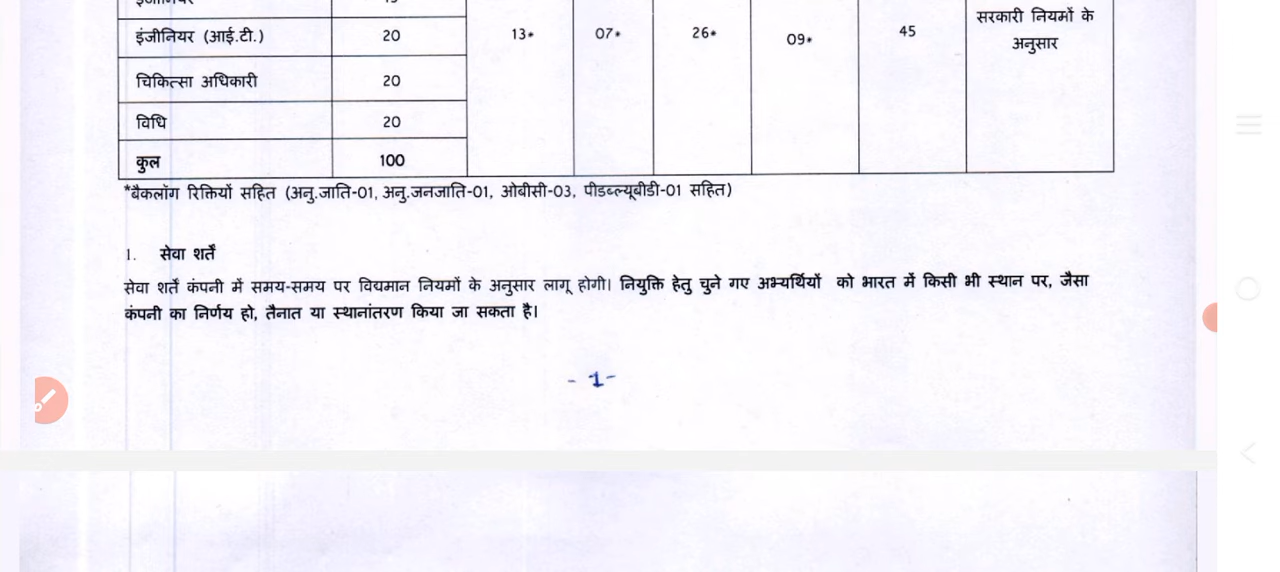 सरकारी नियमों के
अनुसार
इंजीनियर (आई.टी.) 20 13* 07* 26* 09* 45
चिकित्सा अधिकारी 20
विधि 20
कुल 100
*बैकलॉग रिक्तियों सहित (अनु.जाति-01, अनु.जनजाति-01, ओबीसी-03, पीडब्ल्यूबीडी-01 सहित)
1. सेवा शर्तें
सेवा शर्तें कंपनी में समय-समय पर विद्यमान नियमों के अनुसार लागू होगी। नियुक्ति हेतु चुने गए अभ्यर्थियों को भारत में किसी भी स्थान पर, जैसा
कंपनी का निर्णय हो, तैनात या स्थानांतरण किया जा सकता है।
- 1 -